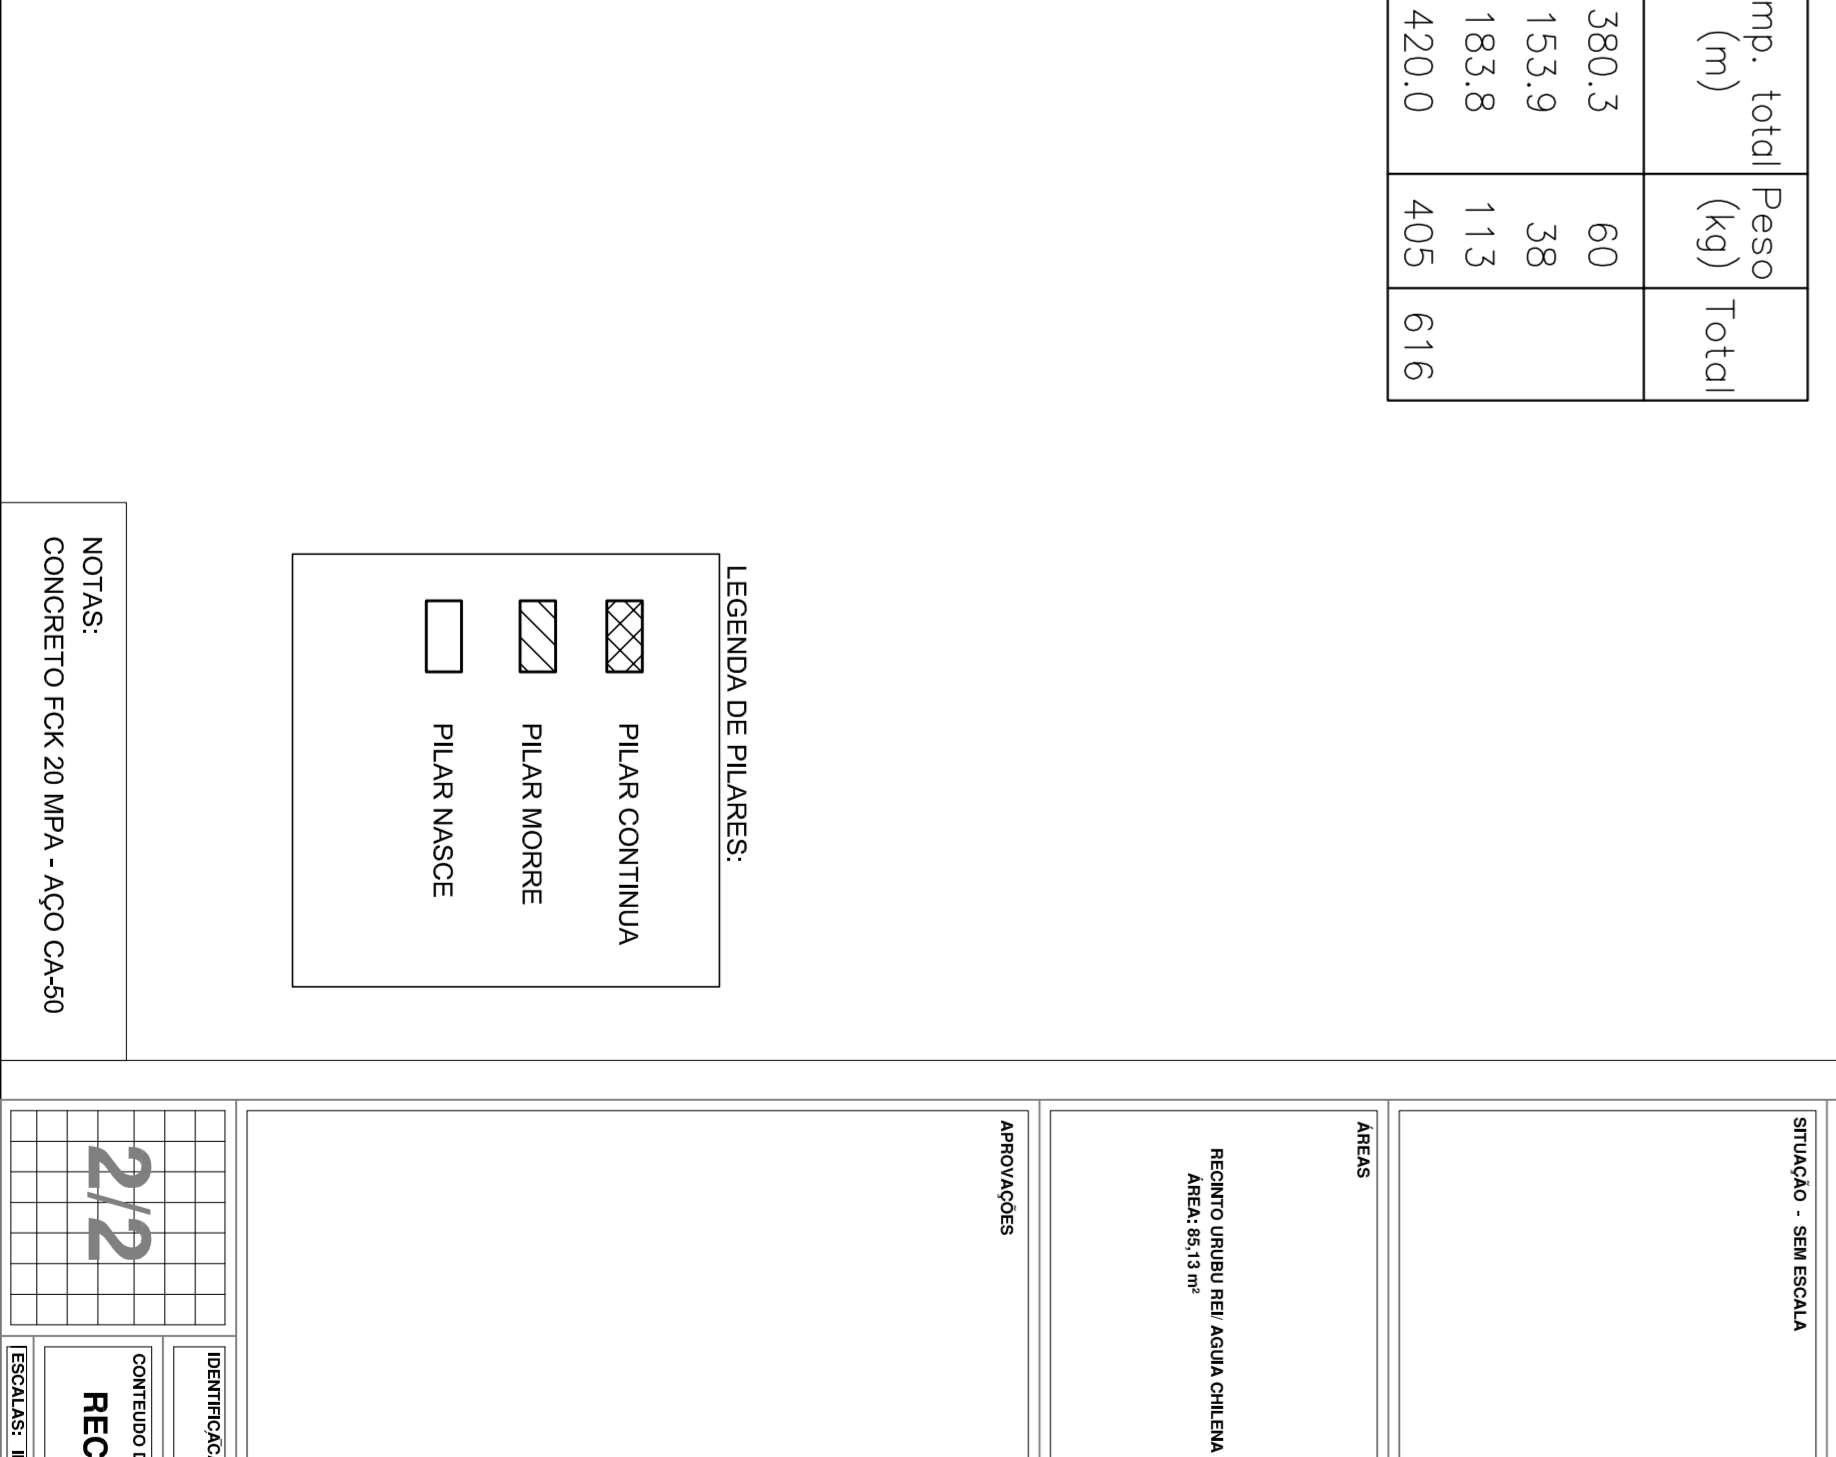 mp. total Peso
(m) (kg) Total
380.3 60
153.9 38
183.8 113
420.0 405 616
LEGENDA DE PILARES:
PILAR CONTINUA
PILAR MORRE
PILAR NASCE
NOTAS:
CONCRETO FCK 20 MPA - AÇO CA-50
SITUAÇÃO - SEM ESCALA
ÁREAS
RECINTO URUBU REI/ AGUIA CHILENA
ÁREA: 85,13 m²
APROVAÇÕES
2/2
IDENTIFICAÇ
CONTEUDO D
REC
ESCALAS: I